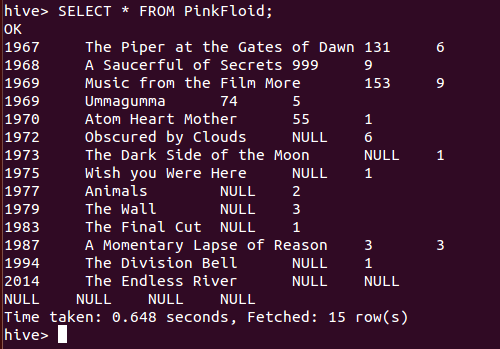 hive> SELECT * FROM PinkFloid;
OK
1967 The Piper at the Gates of Dawn 131 6
1968 A Saucerful of Secrets 999 9
1969 Music from the Film More 153 9
1969 Ummagumma 74 5
1970 Atom Heart Mother 55 1
1972 Obscured by Clouds NULL 6
1973 The Dark Side of the Moon NULL 1
1975 Wish you Were Here NULL 1
1977 Animals NULL 2
1979 The Wall NULL 3
1983 The Final Cut NULL 1
1987 A Momentary Lapse of Reason 3 3
1994 The Division Bell NULL 1
2014 The Endless River NULL NULL
NULL NULL NULL NULL
Time taken: 0.648 seconds, Fetched: 15 row(s)
hive>